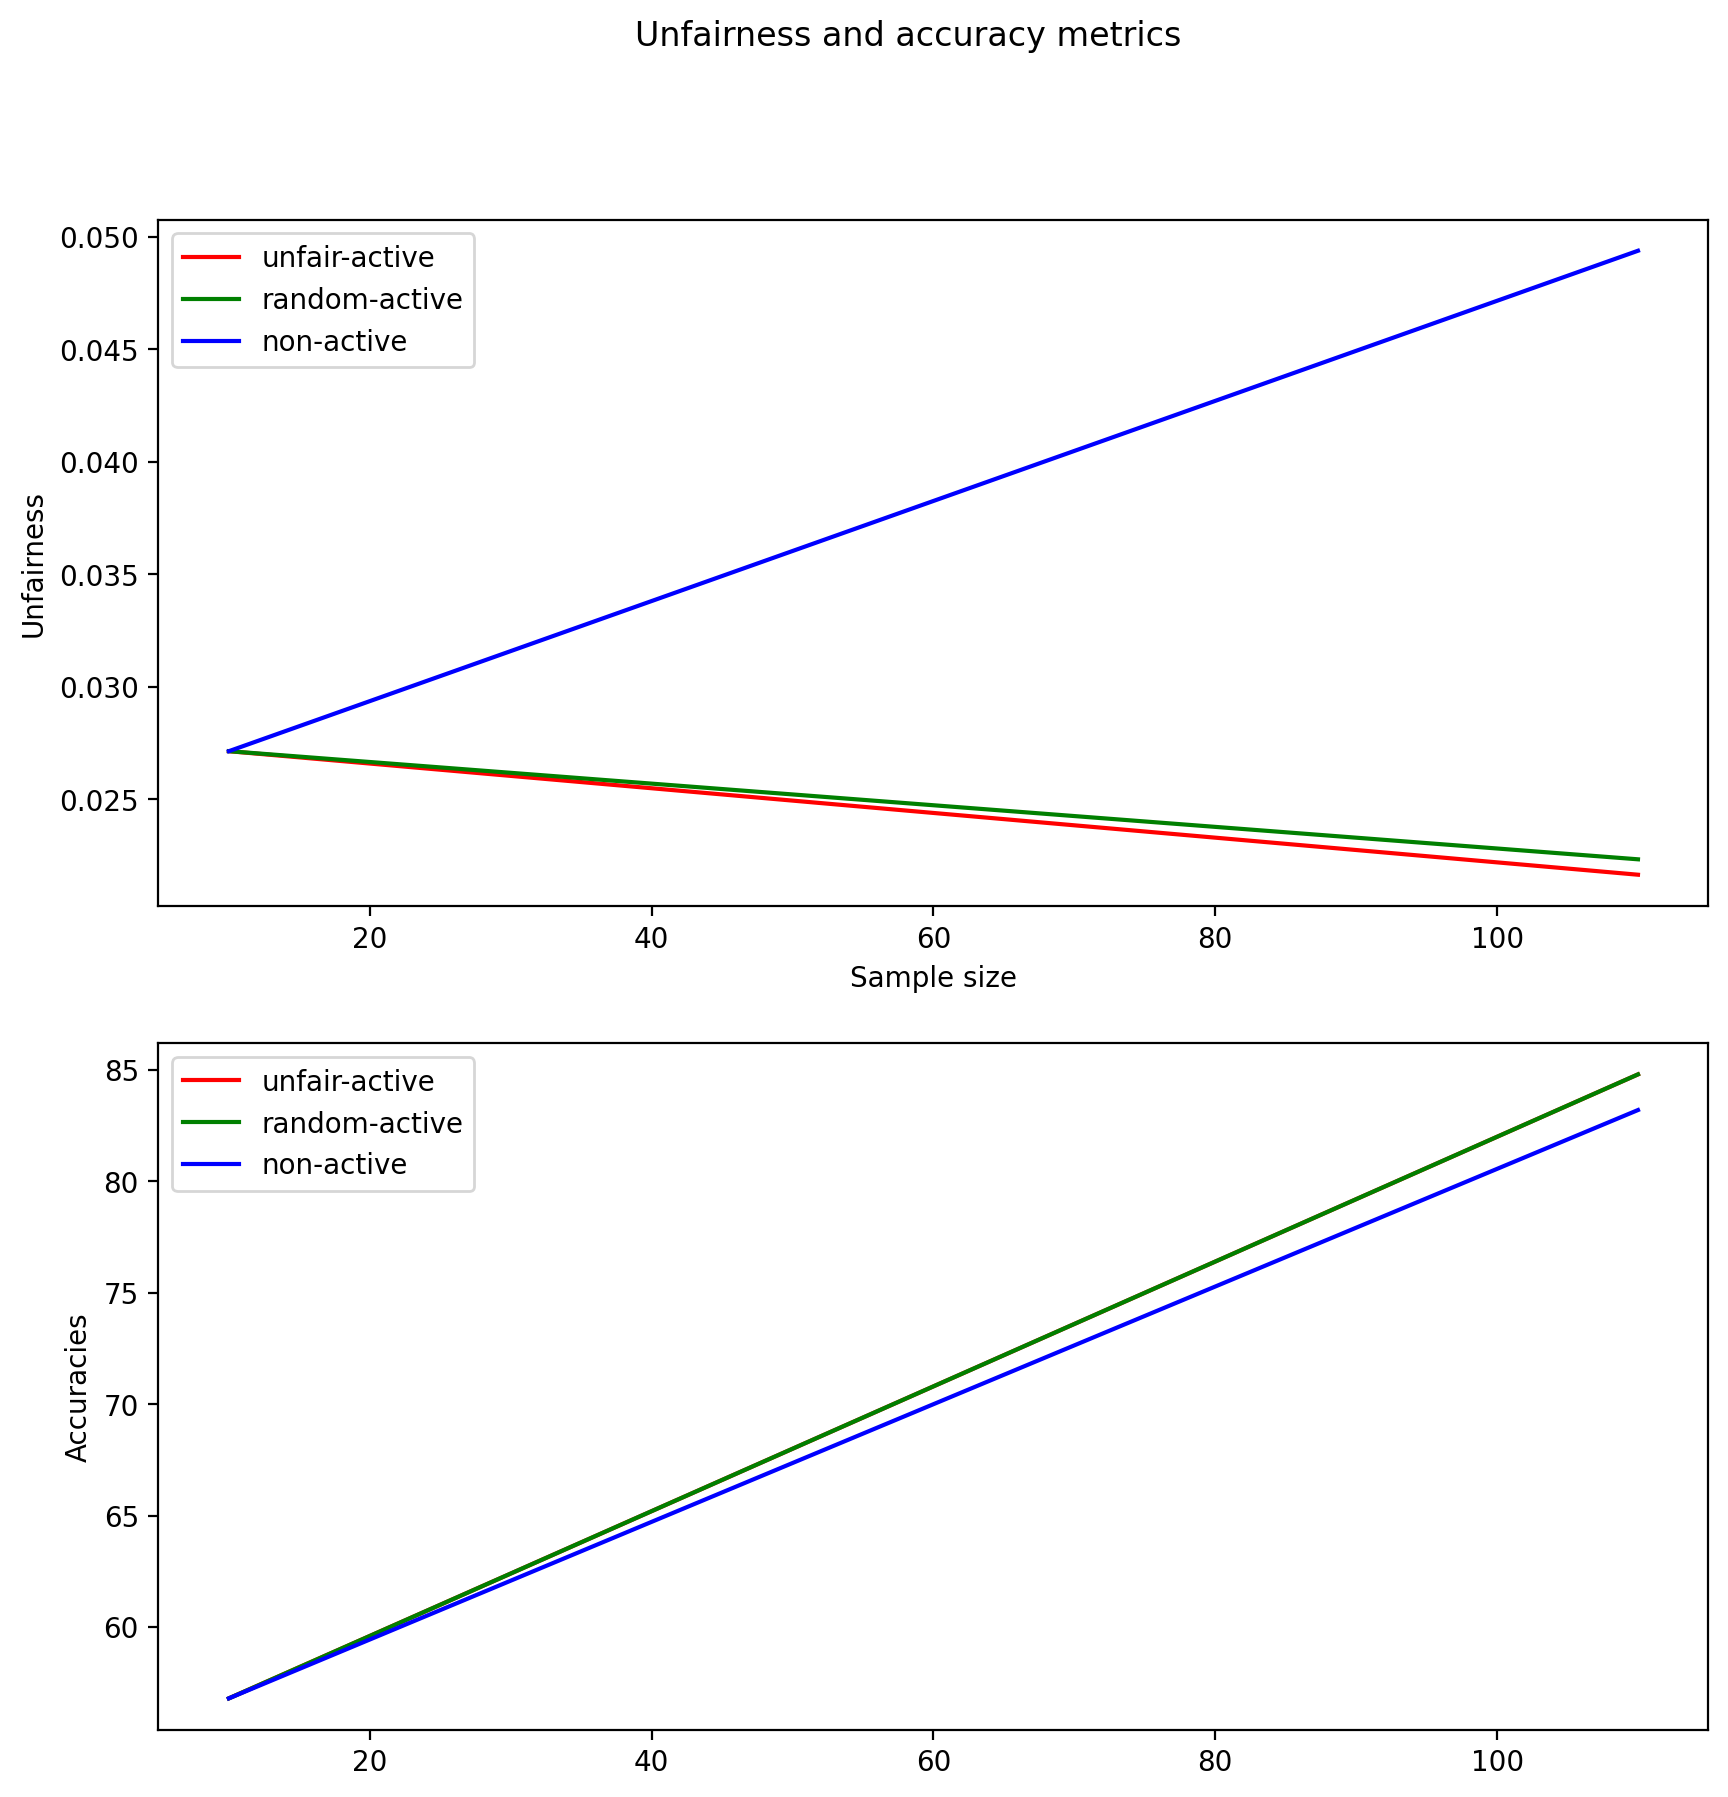 Unfairness and accuracy metrics
0.050
0.045
0.040
0.035
0.030
0.025
Unfairness
unfair-active
random-active
non-active
20 40 60 80 100
Sample size
85
80
75
70
65
60
Accuracies
unfair-active
random-active
non-active
20 40 60 80 100